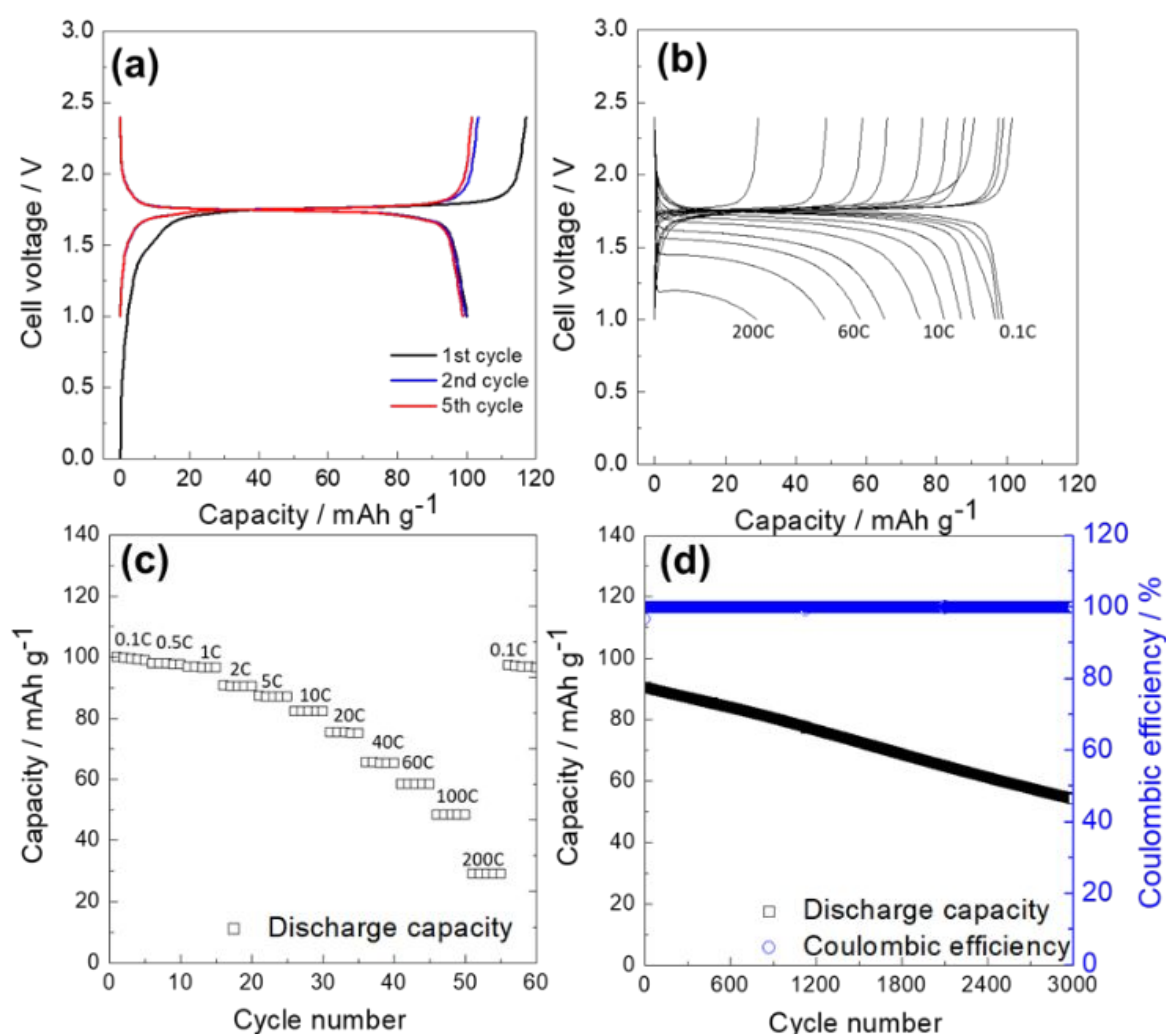 (a)
3.0
2.5
2.0
1.5
1.0
0.5
0.0
Cell voltage / V
1st cycle
2nd cycle
5th cycle
0 20 40 60 80 100 120
Capacity / mAh g⁻¹
(b)
3.0
2.5
2.0
1.5
1.0
0.5
0.0
Cell voltage / V
200C 60C 10C 0.1C
0 20 40 60 80 100 120
Capacity / mAh g⁻¹
(c)
140
120
100
80
60
40
20
0
Capacity / mAh g⁻¹
0.1C 0.5C 1C 2C 5C 10C 20C 40C 60C 100C 200C 0.1C
Discharge capacity
0 10 20 30 40 50 60
Cycle number
(d)
140
120
100
80
60
40
20
0
Capacity / mAh g⁻¹
120
100
80
60
40
20
0
Coulombic efficiency / %
Discharge capacity
Coulombic efficiency
0 600 1200 1800 2400 3000
Cycle number